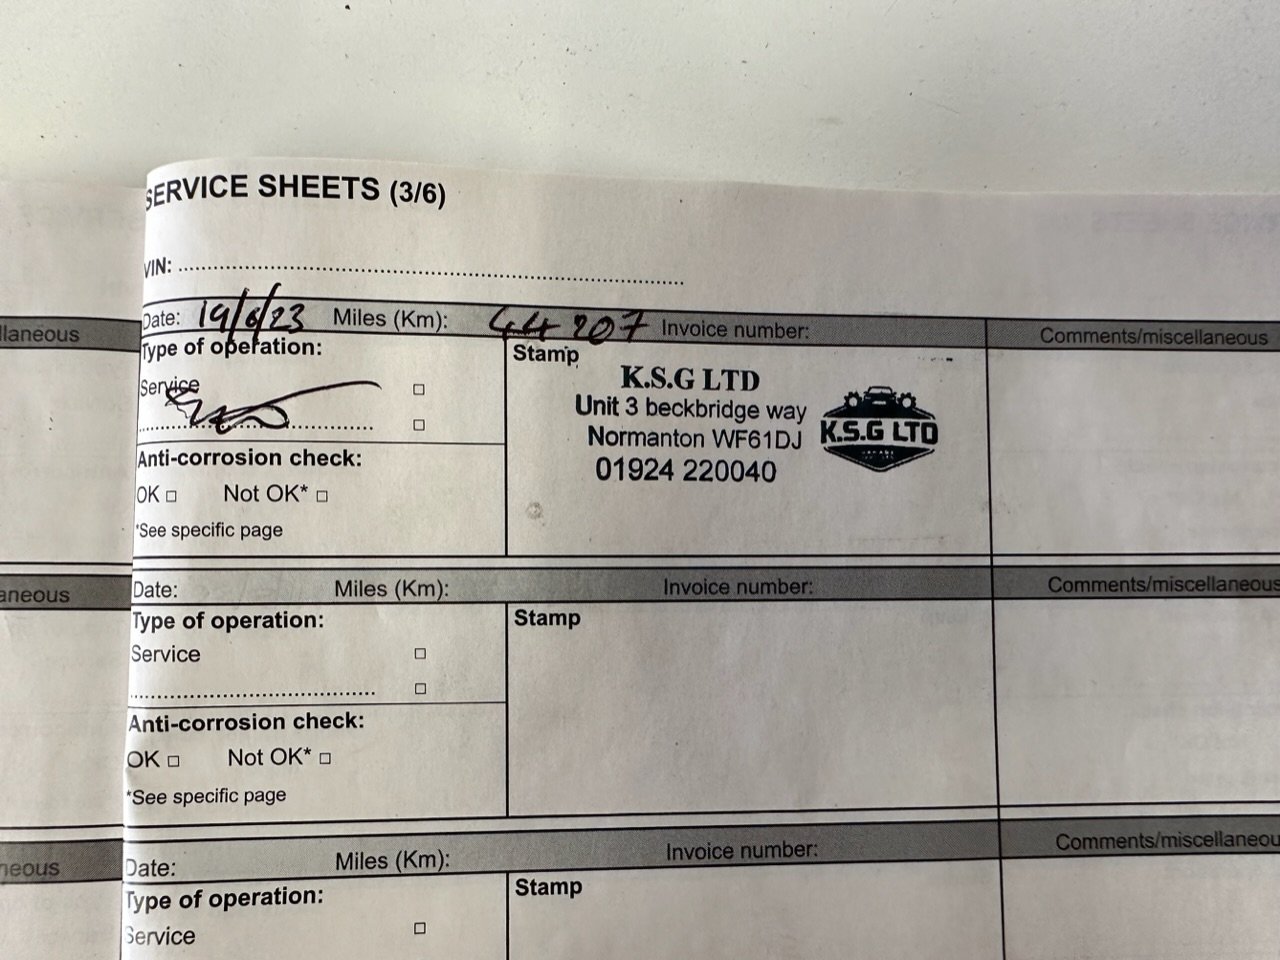 SERVICE SHEETS (3/6)
VIN:
llaneous
Date: 19/6/23 Miles (Km): 44 207 Invoice number: Comments/miscellaneous
Type of operation:
Stamp
Service
K.S.G LTD
Unit 3 beckbridge way
Normanton WF61DJ
01924 220040
K.S.G LTD
Anti-corrosion check:
OK Not OK*
*See specific page
aneous
Date: Miles (Km): Invoice number: Comments/miscellaneous
Type of operation:
Stamp
Service
Anti-corrosion check:
OK Not OK*
*See specific page
neous
Date: Miles (Km): Invoice number: Comments/miscellaneou
Type of operation:
Stamp
Service